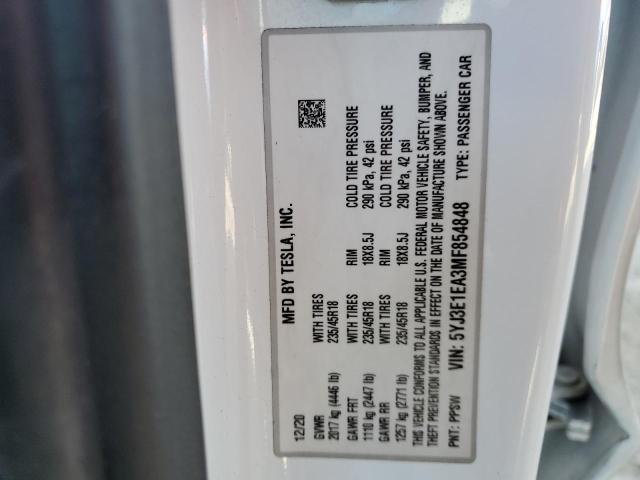 MFD BY TESLA, INC.
12/20
GVWR WITH TIRES RIM COLD TIRE PRESSURE
2017 kg (4446 lb) 235/45R18 18X8.5J 290 kPa, 42 psi
GAWR FRT WITH TIRES RIM COLD TIRE PRESSURE
1110 kg (2447 lb) 235/45R18 18X8.5J 290 kPa, 42 psi
GAWR RR WITH TIRES
1257 kg (2771 lb) 235/45R18
THIS VEHICLE CONFORMS TO ALL APPLICABLE U.S. FEDERAL MOTOR VEHICLE SAFETY, BUMPER, AND
THEFT PREVENTION STANDARDS IN EFFECT ON THE DATE OF MANUFACTURE SHOWN ABOVE.
VIN: 5YJ3E1EA3MF854848 TYPE: PASSENGER CAR
PNT: PPSW